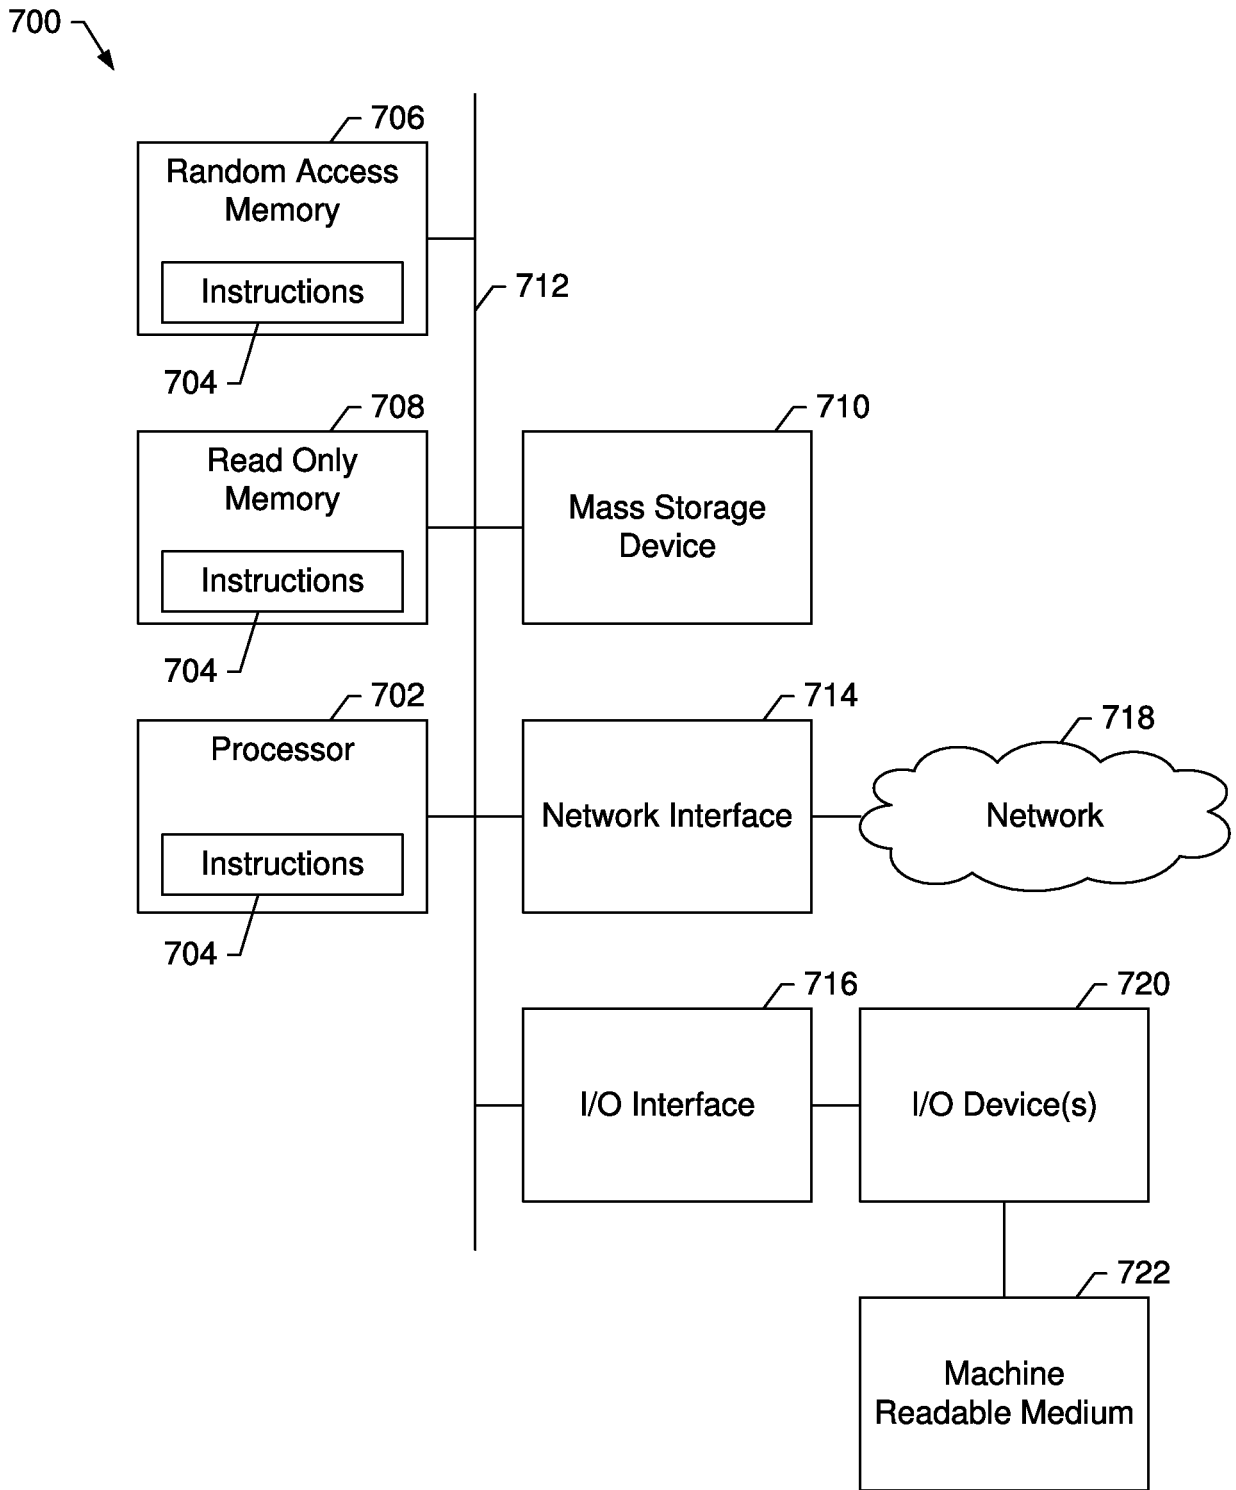 700
706
Random Access
Memory
Instructions
704
712
708
Read Only
Memory
Instructions
704
710
Mass Storage
Device
702
Processor
Instructions
704
714
Network Interface
718
Network
716
I/O Interface
720
I/O Device(s)
722
Machine
Readable Medium